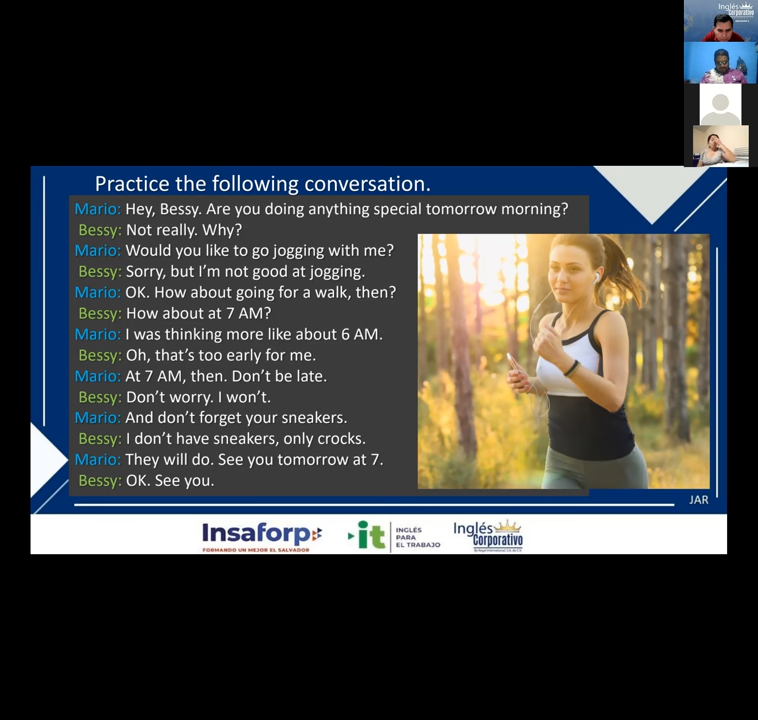 Inglés
Corporativo
Practice the following conversation.
Mario: Hey, Bessy. Are you doing anything special tomorrow morning?
Bessy: Not really. Why?
Mario: Would you like to go jogging with me?
Bessy: Sorry, but I'm not good at jogging.
Mario: OK. How about going for a walk, then?
Bessy: How about at 7 AM?
Mario: I was thinking more like about 6 AM.
Bessy: Oh, that's too early for me.
Mario: At 7 AM, then. Don't be late.
Bessy: Don't worry. I won't.
Mario: And don't forget your sneakers.
Bessy: I don't have sneakers, only crocks.
Mario: They will do. See you tomorrow at 7.
Bessy: OK. See you.
JAR
Insaforp
FORMANDO UN MEJOR EL SALVADOR
it
INGLÉS
PARA
EL TRABAJO
Inglés
Corporativo